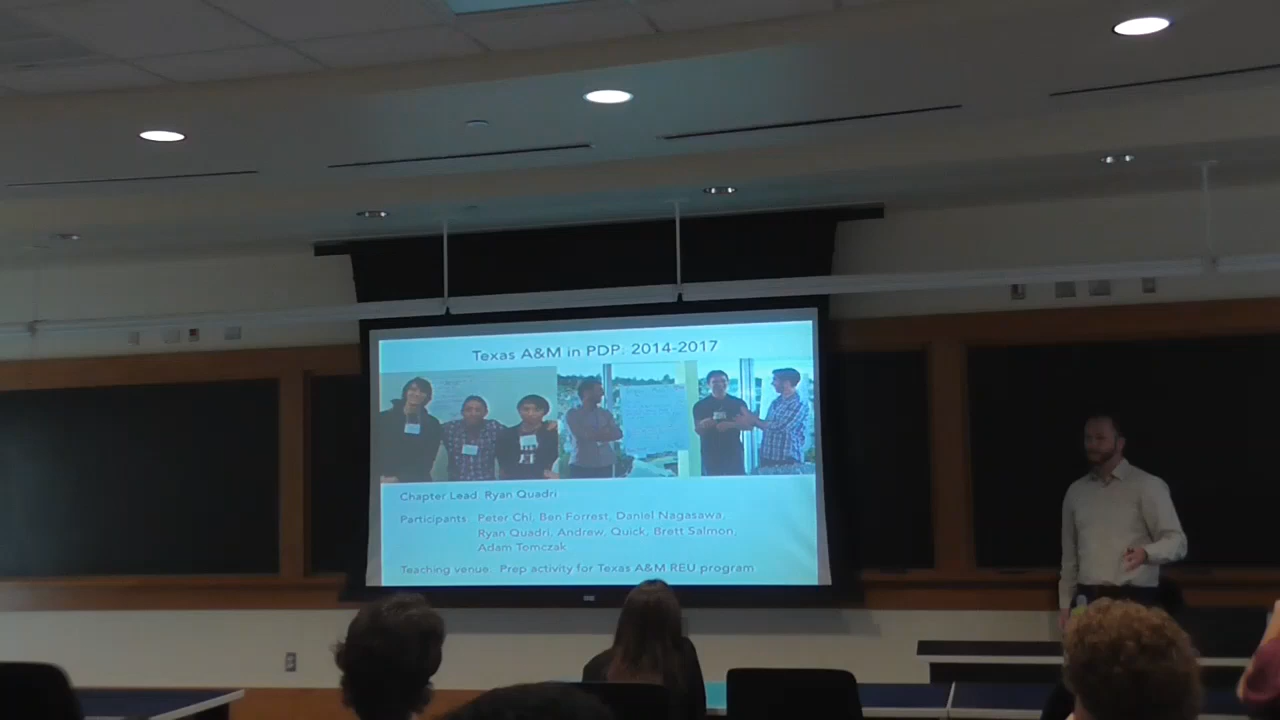 Texas A&M in PDP: 2014-2017
Chapter Lead: Ryan Quadri
Participants: Peter Chi, Ben Forrest, Daniel Nagasawa,
Ryan Quadri, Andrew, Quick, Brett Salmon,
Adam Tomczak
Teaching venue: Prep activity for Texas A&M REU program